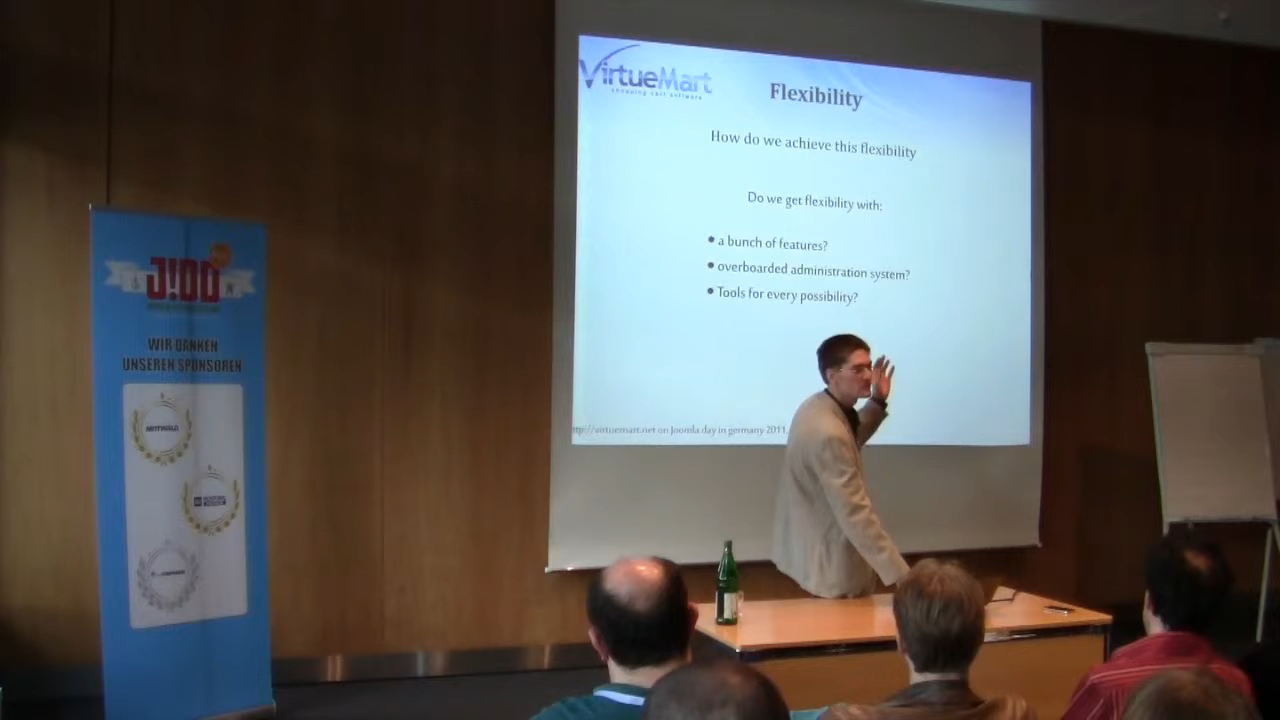 VirtueMart
shopping cart software
Flexibility
How do we achieve this flexibility
Do we get flexibility with:
• a bunch of features?
• overboarded administration system?
• Tools for every possibility?
ttp://virtuemart.net on Joomla day in germany 2011
J!DD
WIR DANKEN
UNSEREN SPONSOREN
MITTWALD